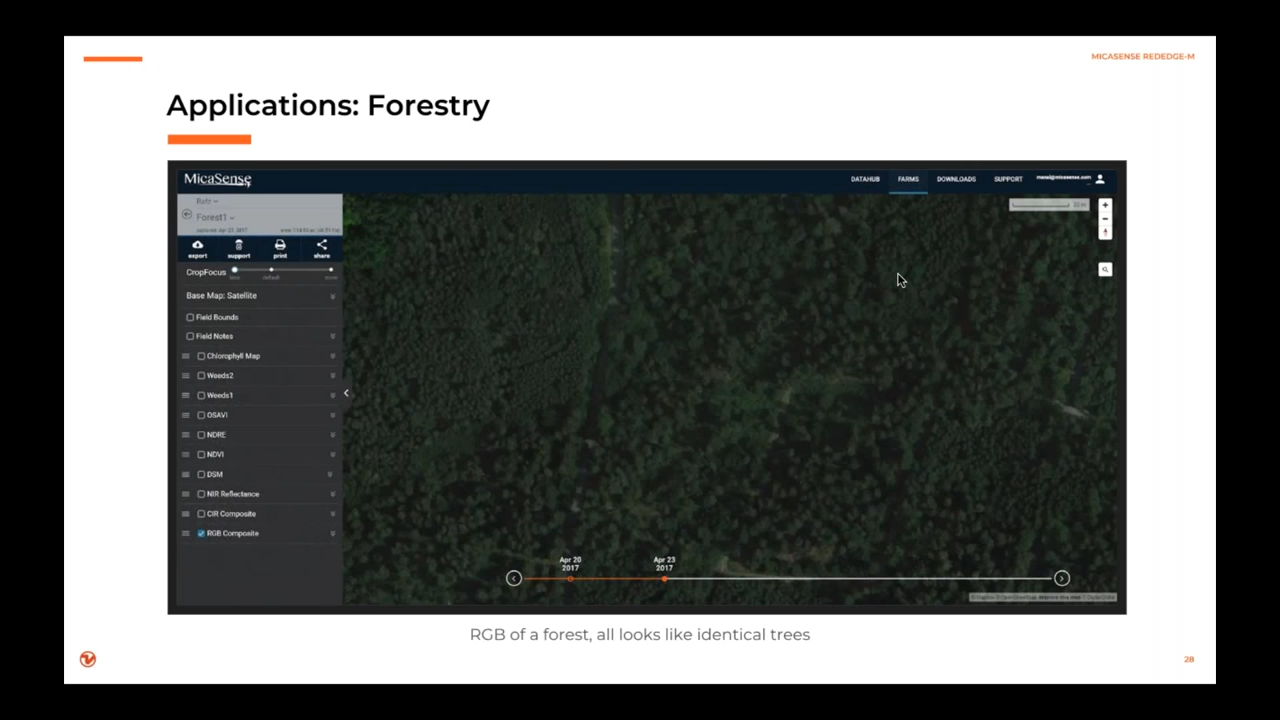 MICASENSE REDEDGE-M
Applications: Forestry
MicaSense
DATAHUB FARMS DOWNLOADS SUPPORT
Forest1
export support print share
CropFocus
default
Base Map: Satellite
Field Bounds
Field Notes
Chlorophyll Map
Weeds2
Weeds1
OSAVI
NDRE
NDVI
DSM
NIR Reflectance
CIR Composite
RGB Composite
Apr 20
2017
Apr 23
2017
RGB of a forest, all looks like identical trees
28